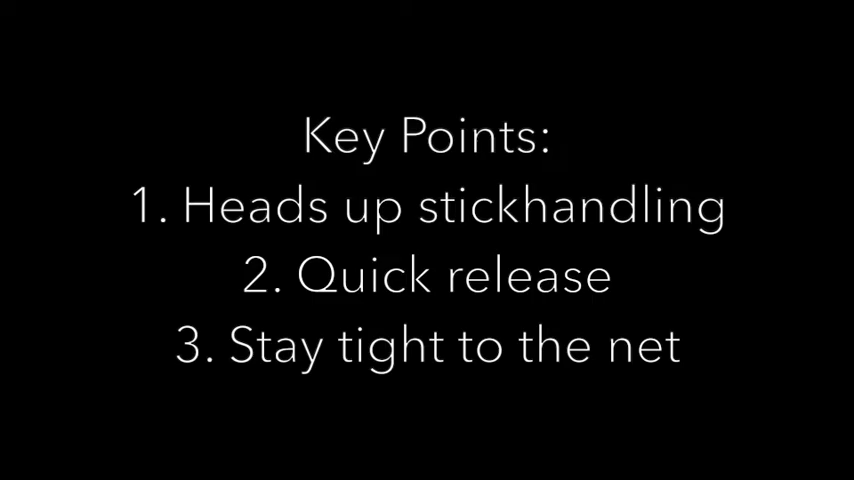 Key Points:
1. Heads up stickhandling
2. Quick release
3. Stay tight to the net